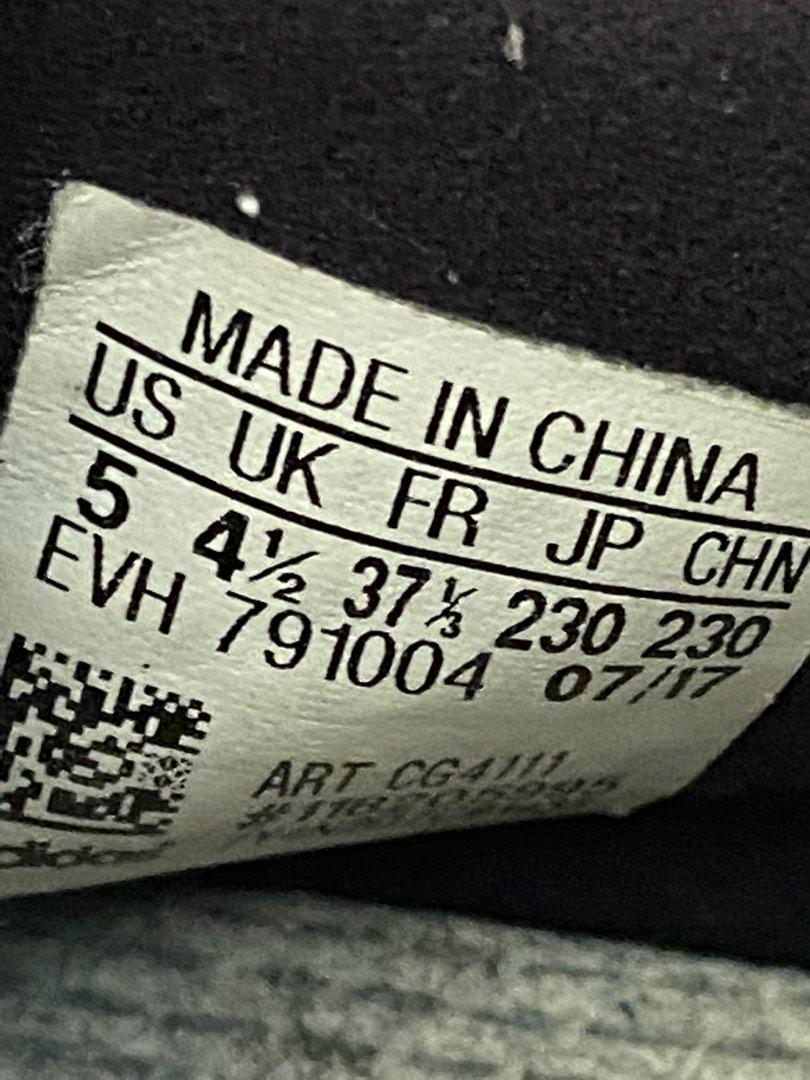 MADE IN CHINA
US UK FR JP CHN
5 4½ 37⅓ 230 230
EVH 791004 07/17
ART CG4111
adidas